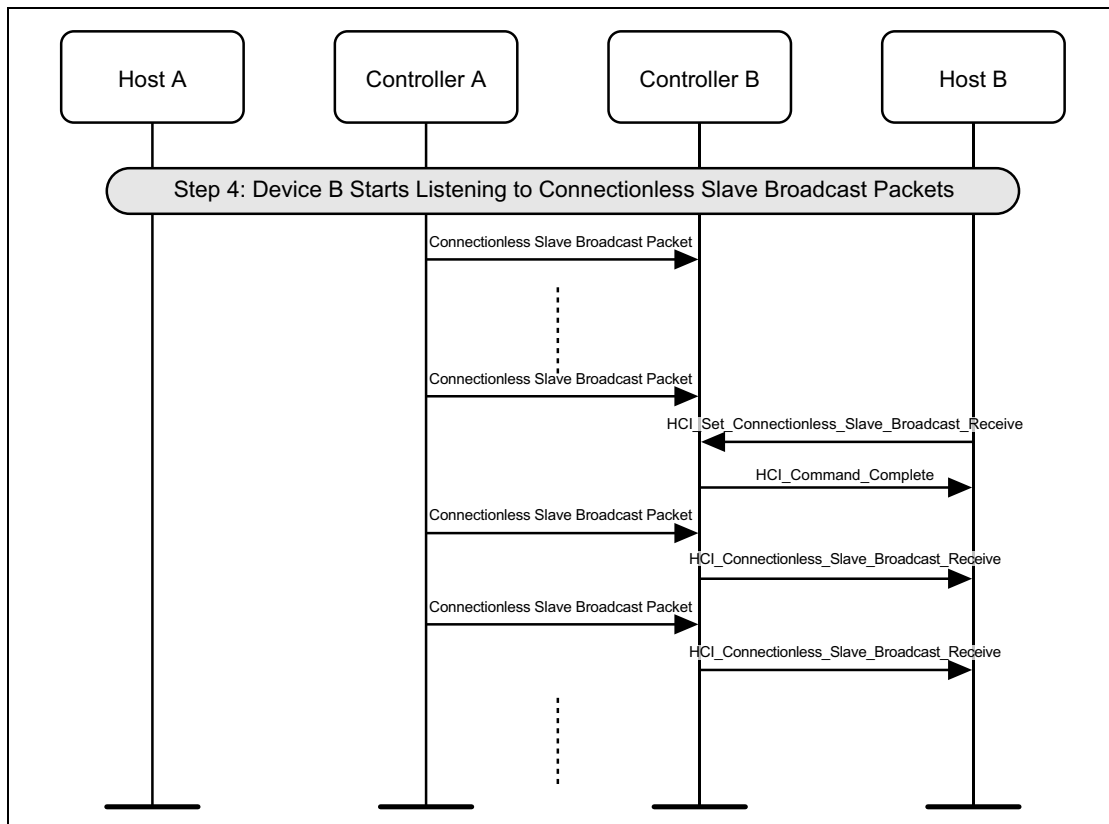 Host A
Controller A
Controller B
Host B
Step 4: Device B Starts Listening to Connectionless Slave Broadcast Packets
Connectionless Slave Broadcast Packet
Connectionless Slave Broadcast Packet
HCI_Set_Connectionless_Slave_Broadcast_Receive
HCI_Command_Complete
Connectionless Slave Broadcast Packet
HCI_Connectionless_Slave_Broadcast_Receive
Connectionless Slave Broadcast Packet
HCI_Connectionless_Slave_Broadcast_Receive